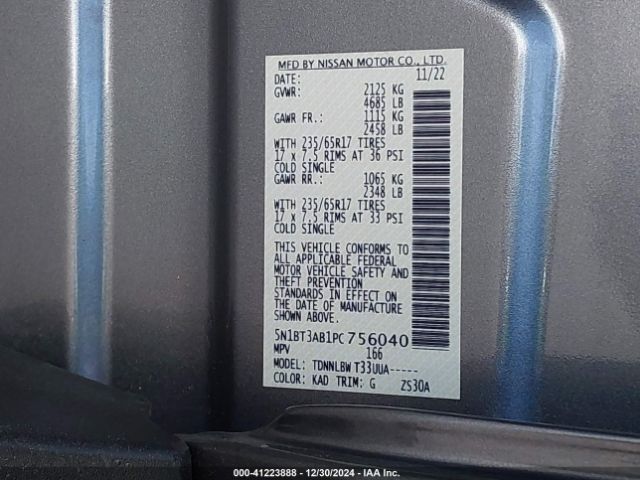 MFD BY NISSAN MOTOR CO., LTD.
DATE: 11/22
GVWR: 2125 KG
4685 LB
GAWR FR.: 1115 KG
2458 LB
WITH 235/65R17 TIRES
17 x 7.5 RIMS AT 36 PSI
COLD SINGLE
GAWR RR.: 1065 KG
2348 LB
WITH 235/65R17 TIRES
17 x 7.5 RIMS AT 33 PSI
COLD SINGLE
THIS VEHICLE CONFORMS TO
ALL APPLICABLE FEDERAL
MOTOR VEHICLE SAFETY AND
THEFT PREVENTION
STANDARDS IN EFFECT ON
THE DATE OF MANUFACTURE
SHOWN ABOVE.
5N1BT3AB1PC756040
MPV 166
MODEL: TDNNLBW T33UUA-----
COLOR: KAD TRIM: G ZS30A
000-41223888 - 12/30/2024 - IAA Inc.